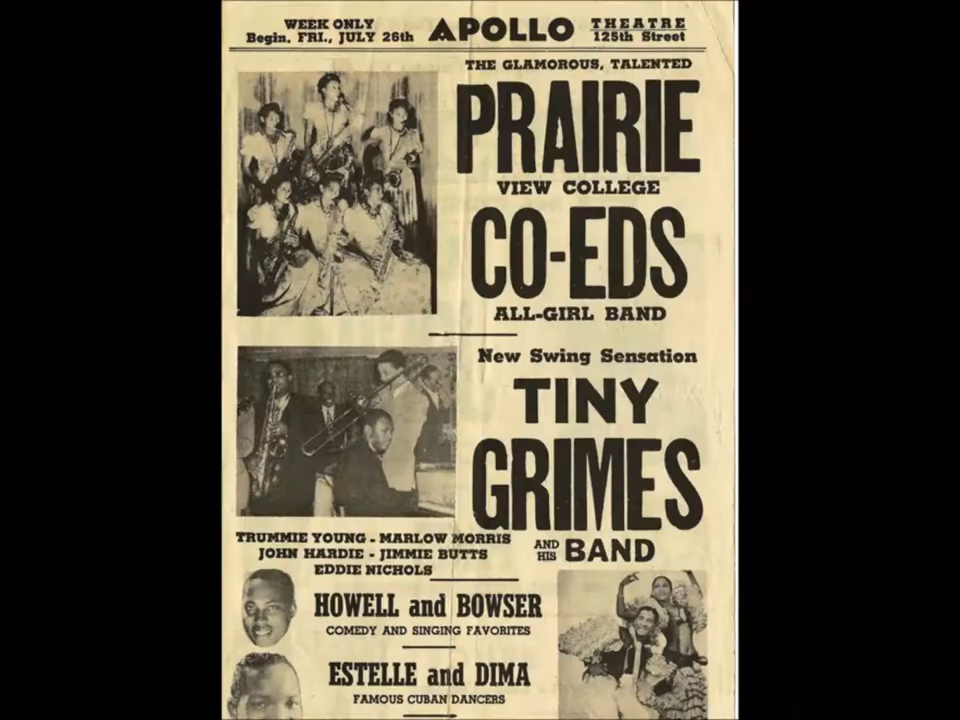 WEEK ONLY
Begin. FRI., JULY 26th
APOLLO
THEATRE
125th Street
THE GLAMOROUS, TALENTED
PRAIRIE
VIEW COLLEGE
CO-EDS
ALL-GIRL BAND
New Swing Sensation
TINY
GRIMES
AND HIS BAND
TRUMMIE YOUNG - MARLOW MORRIS
JOHN HARDIE - JIMMIE BUTTS
EDDIE NICHOLS
HOWELL and BOWSER
COMEDY AND SINGING FAVORITES
ESTELLE and DIMA
FAMOUS CUBAN DANCERS